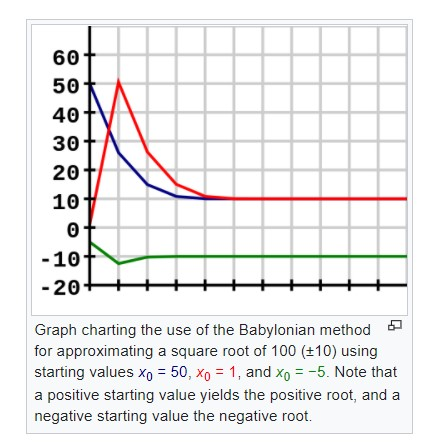 60
50
40
30
20
10
0
-10
-20
Graph charting the use of the Babylonian method
for approximating a square root of 100 (±10) using
starting values x₀ = 50, x₀ = 1, and x₀ = −5. Note that
a positive starting value yields the positive root, and a
negative starting value the negative root.